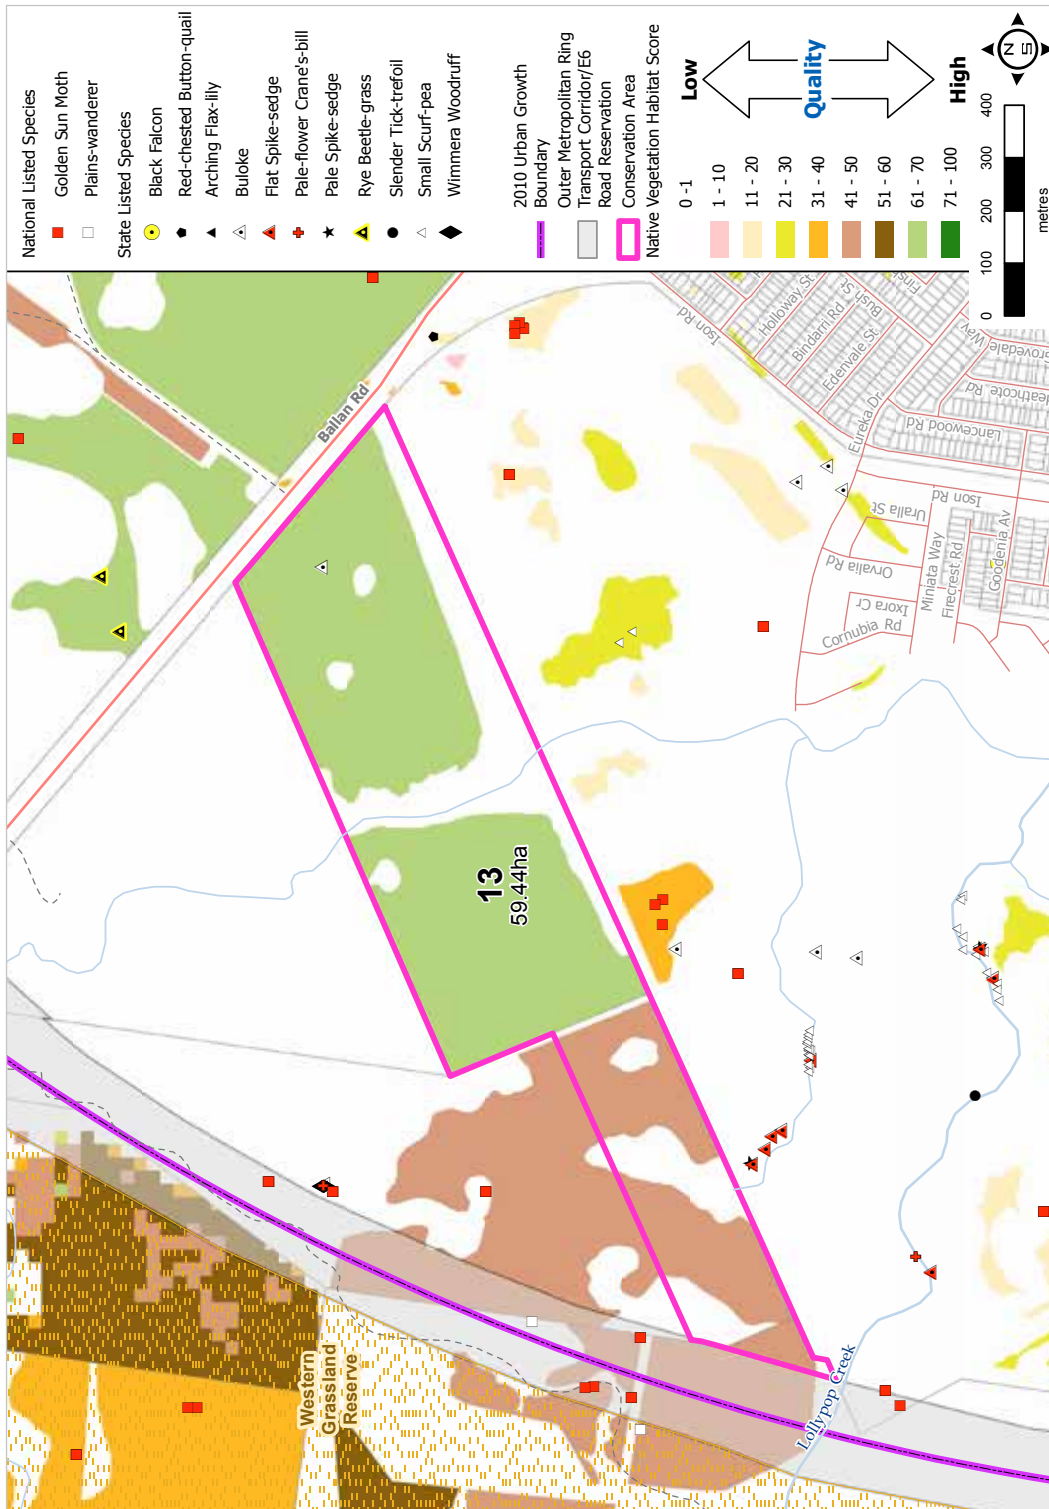 National Listed Species
Golden Sun Moth
Plains-wanderer
State Listed Species
Black Falcon
Red-chested Button-quail
Arching Flax-lily
Buloke
Flat Spike-sedge
Pale-flower Crane's-bill
Pale Spike-sedge
Rye Beetle-grass
Slender Tick-trefoil
Small Scurf-pea
Wimmera Woodruff
2010 Urban Growth
Boundary
Outer Metropolitan Ring
Transport Corridor/E6
Road Reservation
Conservation Area
Native Vegetation Habitat Score
0 -1
1 - 10
11 - 20
21 - 30
31 - 40
41 - 50
51 - 60
61 - 70
71 - 100
Low
Quality
High
N
S
0 100 200 300 400
metres
Ballan Rd
13
59.44ha
Western
Grassland
Reserve
Lollypop Creek
Ison Rd
Holloway St
Bindarri Rd
Bush St
Edenvale St
Eureka Dr
Lancewood Rd
Ison Rd
Uralla St
Orvalia Rd
Miniata Way
Firecrest Rd
Goodenia Av
Ixora Cr
Cornubia Rd
Way